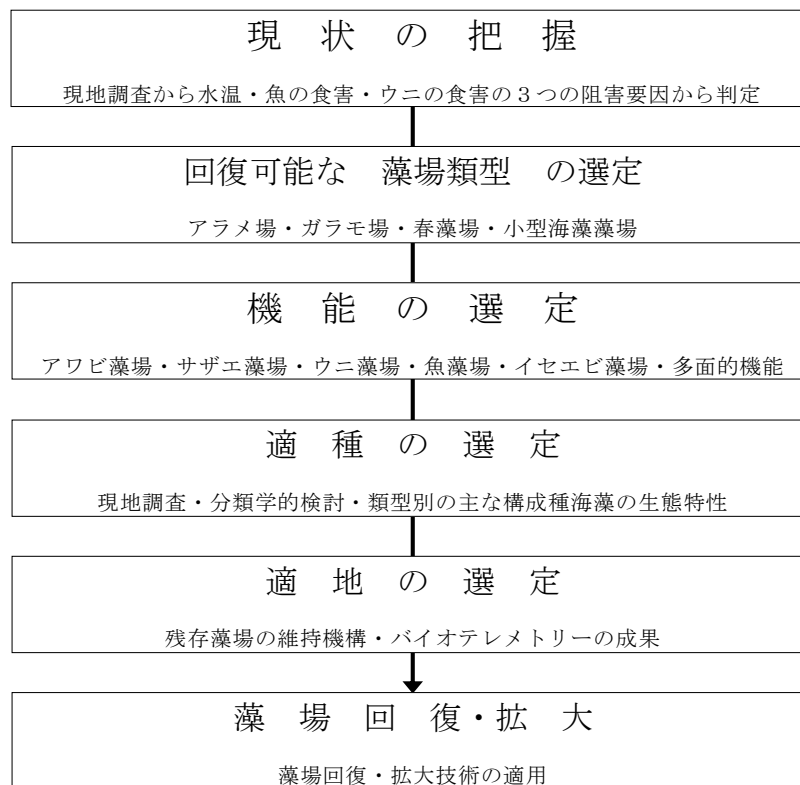 現状の把握
現地調査から水温・魚の食害・ウニの食害の３つの阻害要因から判定
回復可能な　藻場類型　の選定
アラメ場・ガラモ場・春藻場・小型海藻藻場
機能の選定
アワビ藻場・サザエ藻場・ウニ藻場・魚藻場・イセエビ藻場・多面的機能
適種の選定
現地調査・分類学的検討・類型別の主な構成種海藻の生態特性
適地の選定
残存藻場の維持機構・バイオテレメトリーの成果
藻場回復・拡大
藻場回復・拡大技術の適用